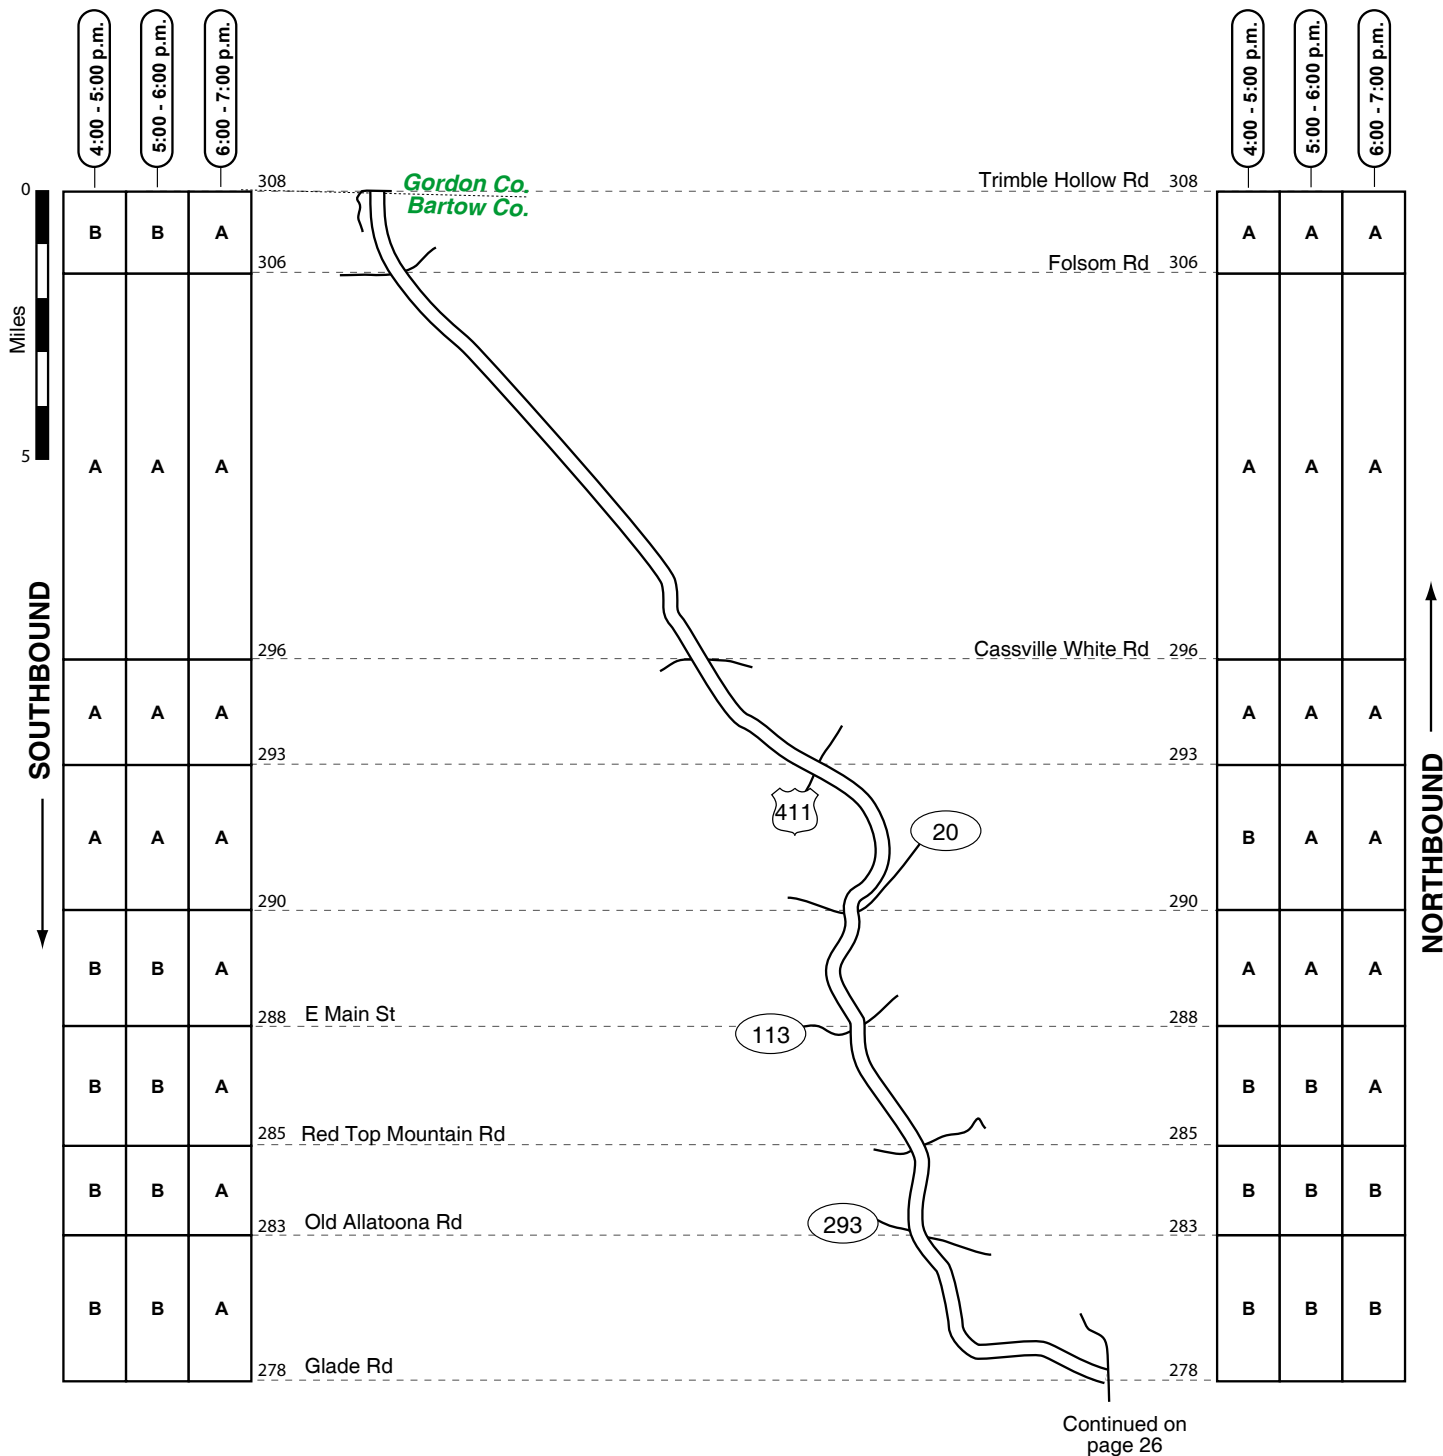 4:00 - 5:00 p.m. 5:00 - 6:00 p.m. 6:00 - 7:00 p.m. 4:00 - 5:00 p.m. 5:00 - 6:00 p.m. 6:00 - 7:00 p.m.
0 308 Gordon Co. Trimble Hollow Rd 308
Bartow Co.
B B A A A A
306 Folsom Rd 306
Miles
5 A A A A A A
SOUTHBOUND
NORTHBOUND
296 Cassville White Rd 296
A A A A A A
293 293
411
20
A A A B A A
290 290
B B A A A A
288 E Main St 288
113
B B A B B A
285 Red Top Mountain Rd 285
B B A B B B
283 Old Allatoona Rd 293 283
B B A B B B
278 Glade Rd 278
Continued on
page 26